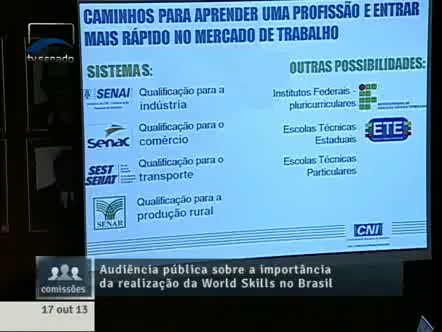 CAMINHOS PARA APRENDER UMA PROFISSÃO E ENTRAR
MAIS RÁPIDO NO MERCADO DE TRABALHO
tv senado
SISTEMAS:
SENAI
Qualificação para a
indústria
Senac
Qualificação para o
comércio
SEST
SENAT
Qualificação para o
transporte
SENAR
Qualificação para a
produção rural
OUTRAS POSSIBILIDADES:
Institutos Federais -
pluricurriculares
Escolas Técnicas
Estaduais
ETE
Escolas Técnicas
Particulares
CNI
comissões
Audiência pública sobre a importância
da realização da World Skills no Brasil
17 out 13